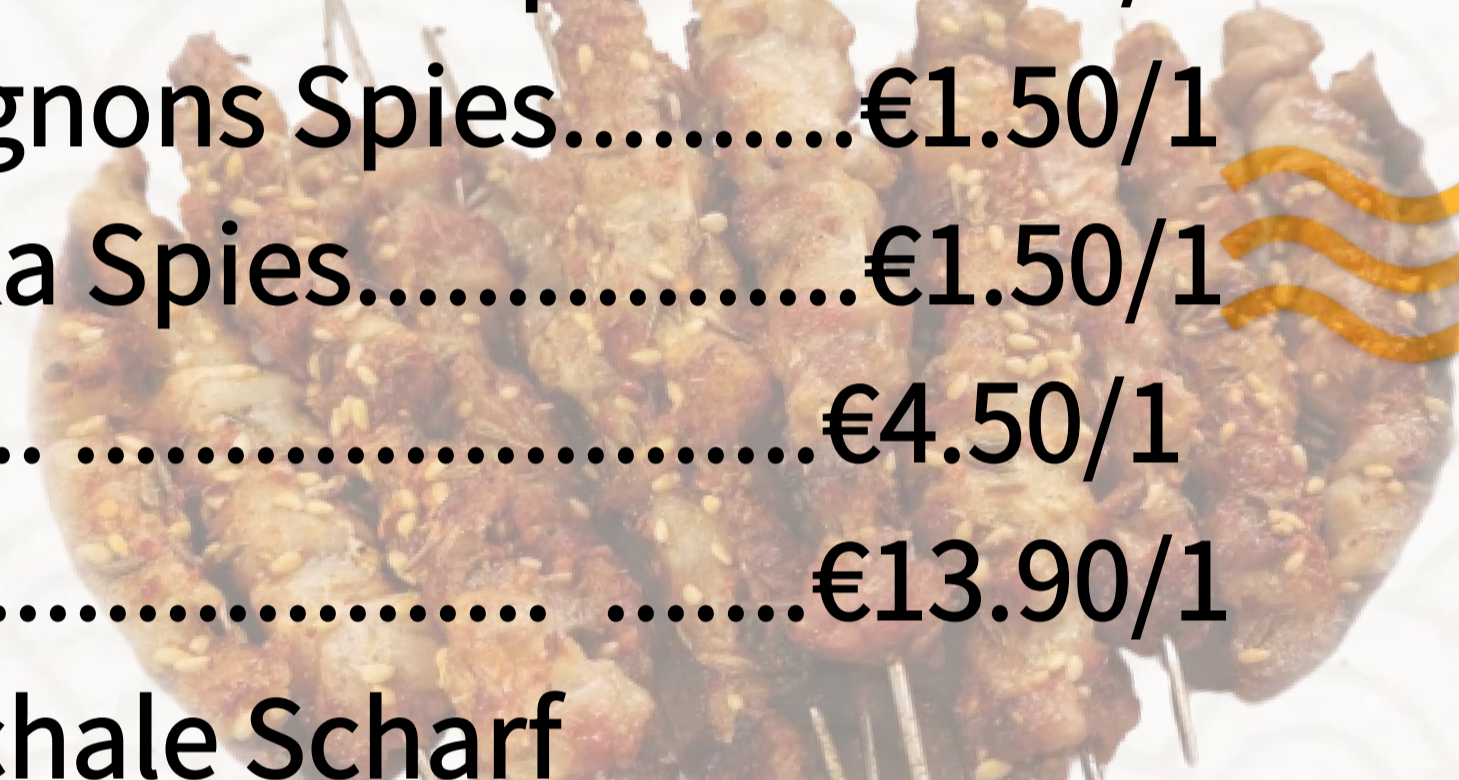 gnons Spies..........€1.50/1
a Spies.................€1.50/1
.. .........................€4.50/1
................... .......€13.90/1
chale Scharf